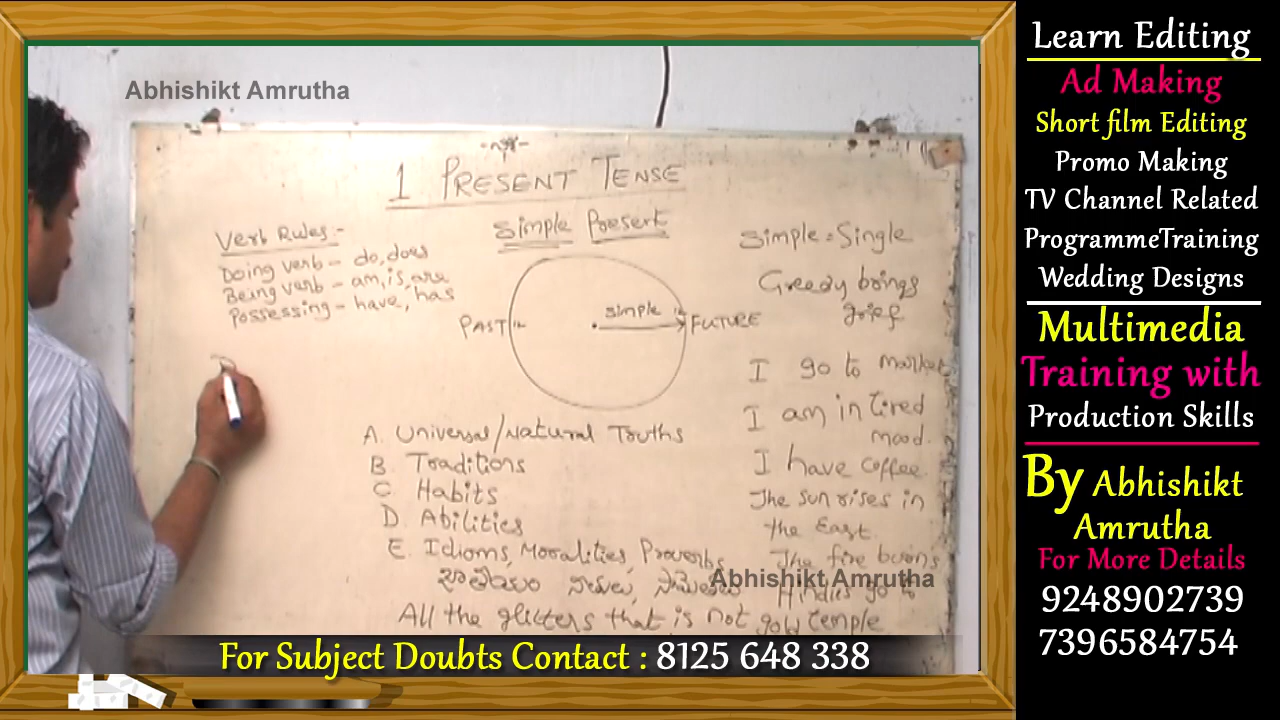 Abhishikt Amrutha
1 PRESENT TENSE
Simple Present
Verb Rules -
Doing verb - do, does
Being verb - am, is, are
Possessing - have, has
PAST
simple
FUTURE
A. Universal/Natural Truths
B. Traditions
C. Habits
D. Abilities
E. Idioms, Moralities, Proverbs
All the glitters that is not gold
Simple = Single
Greedy brings
grief
I go to market
I am in tired
mood.
I have coffee.
The sun rises in
the East.
The fire burns
Hindies go to
temple
Abhishikt Amrutha
For Subject Doubts Contact : 8125 648 338
Learn Editing
Ad Making
Short film Editing
Promo Making
TV Channel Related
ProgrammeTraining
Wedding Designs
Multimedia
Training with
Production Skills
By Abhishikt
Amrutha
For More Details
9248902739
7396584754